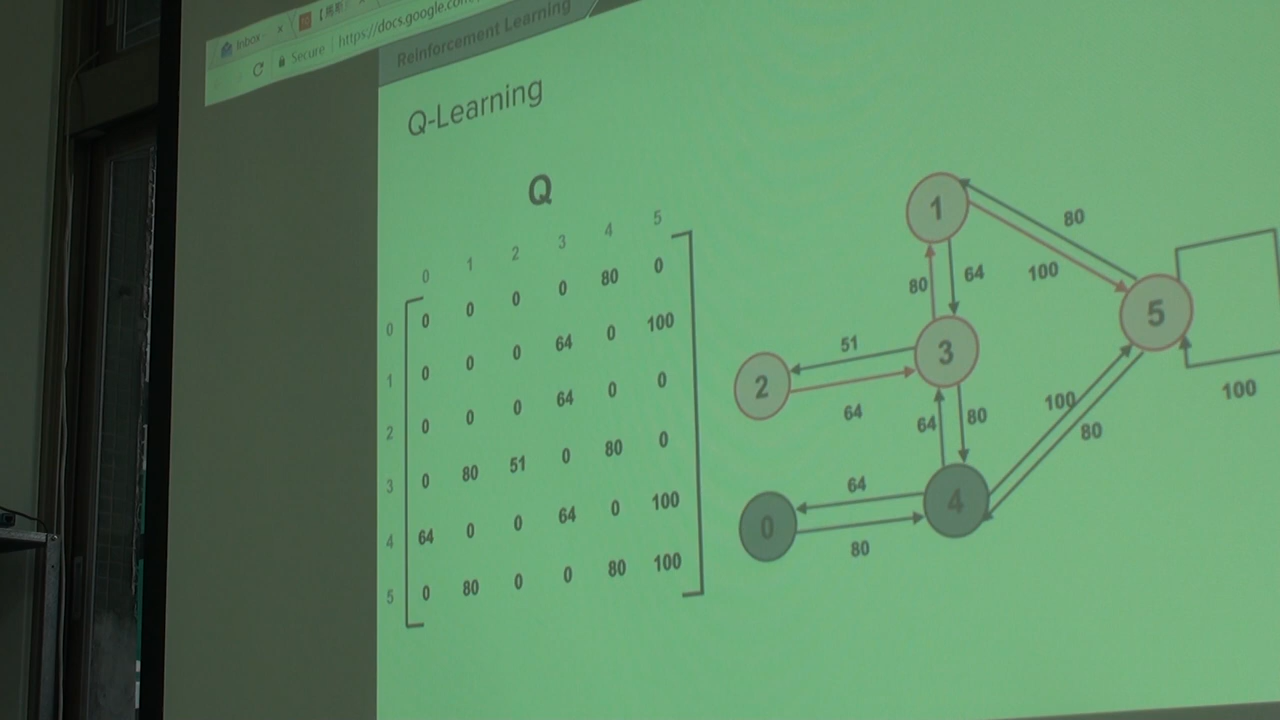 Inbox
Secure https://docs.google.com
Reinforcement Learning
Q-Learning
Q
0 1 2 3 4 5
0 0 0 0 0 80 0
1 0 0 0 64 0 100
2 0 0 0 64 0 0
3 0 80 51 0 80 0
4 64 0 0 64 0 100
5 0 80 0 0 80 100
1
80
100
80
64
5
3
51
2
64
100
64
80
100
80
64
4
0
80